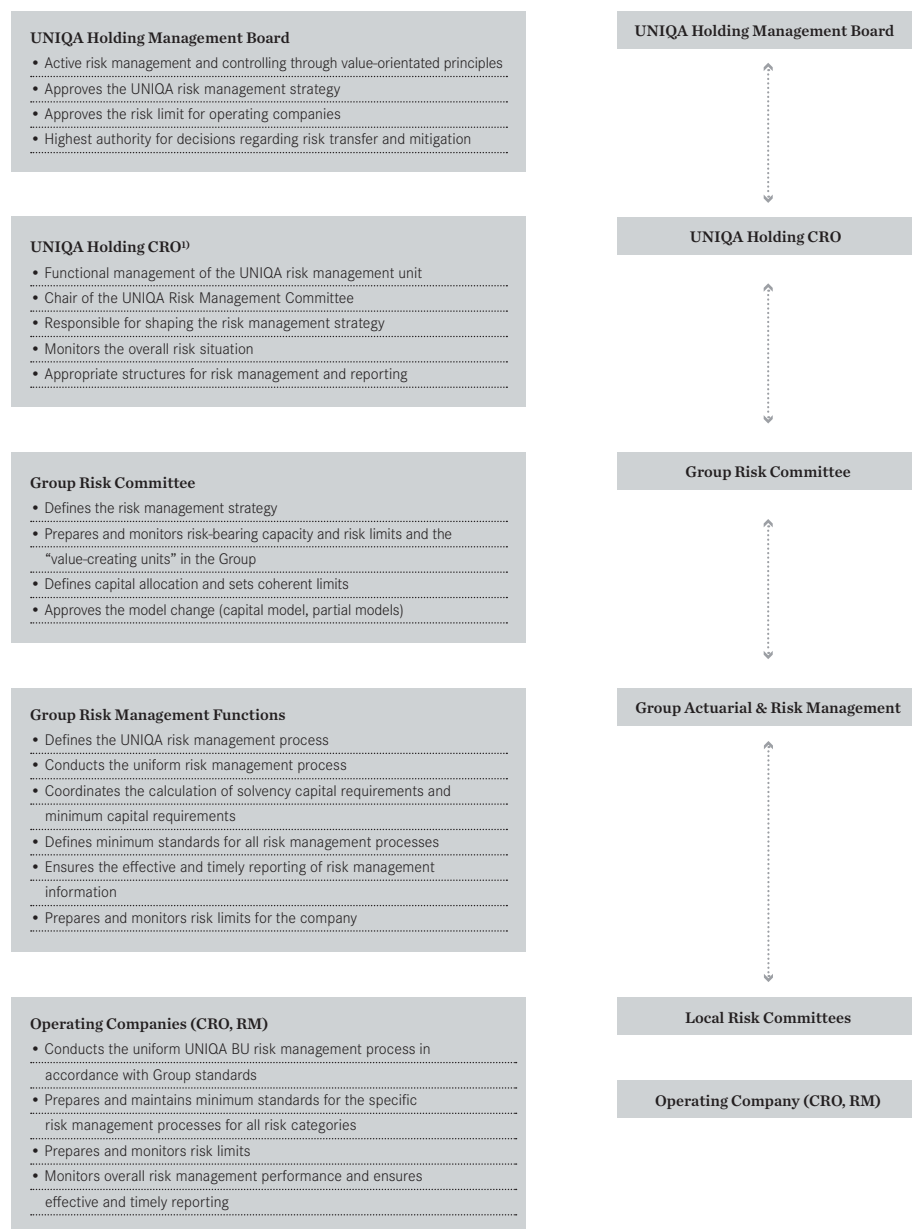 UNIQA Holding Management Board
• Active risk management and controlling through value-orientated principles
• Approves the UNIQA risk management strategy
• Approves the risk limit for operating companies
• Highest authority for decisions regarding risk transfer and mitigation
UNIQA Holding Management Board
UNIQA Holding CRO¹⁾
• Functional management of the UNIQA risk management unit
• Chair of the UNIQA Risk Management Committee
• Responsible for shaping the risk management strategy
• Monitors the overall risk situation
• Appropriate structures for risk management and reporting
UNIQA Holding CRO
Group Risk Committee
• Defines the risk management strategy
• Prepares and monitors risk-bearing capacity and risk limits and the
“value-creating units” in the Group
• Defines capital allocation and sets coherent limits
• Approves the model change (capital model, partial models)
Group Risk Committee
Group Risk Management Functions
• Defines the UNIQA risk management process
• Conducts the uniform risk management process
• Coordinates the calculation of solvency capital requirements and
minimum capital requirements
• Defines minimum standards for all risk management processes
• Ensures the effective and timely reporting of risk management
information
• Prepares and monitors risk limits for the company
Group Actuarial & Risk Management
Operating Companies (CRO, RM)
• Conducts the uniform UNIQA BU risk management process in
accordance with Group standards
• Prepares and maintains minimum standards for the specific
risk management processes for all risk categories
• Prepares and monitors risk limits
• Monitors overall risk management performance and ensures
effective and timely reporting
Local Risk Committees
Operating Company (CRO, RM)